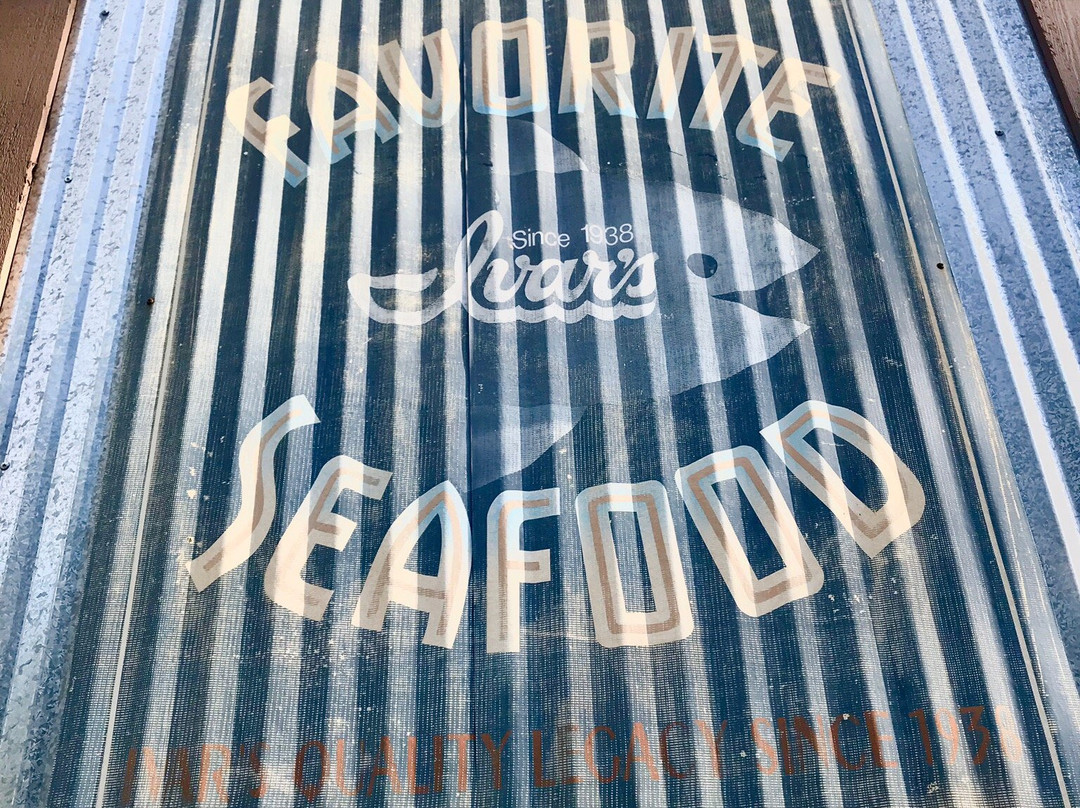 FAVORITE
Since 1938
Ivar's
SEAFOOD
IVAR'S QUALITY LEGACY SINCE 1938